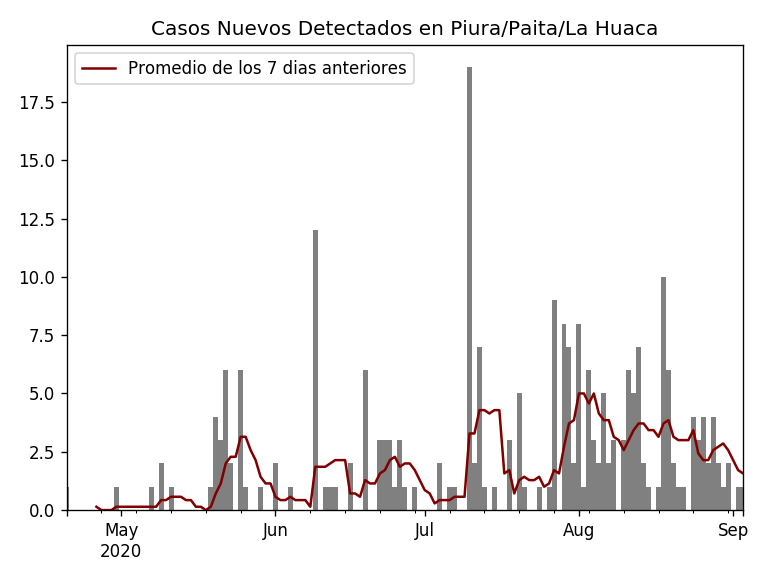 Casos Nuevos Detectados en Piura/Paita/La Huaca
Promedio de los 7 dias anteriores
17.5
15.0
12.5
10.0
7.5
5.0
2.5
0.0
May
2020
Jun
Jul
Aug
Sep